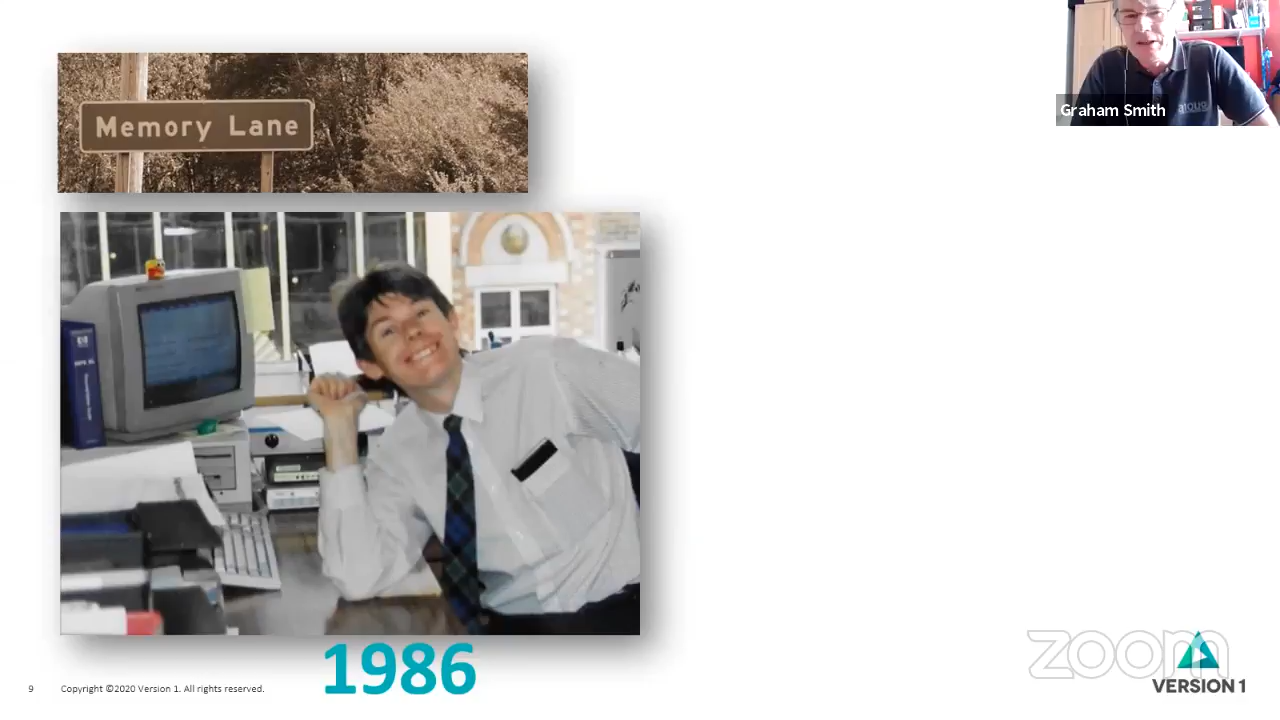 Memory Lane
Graham Smith
1986
9
Copyright ©2020 Version 1. All rights reserved.
zoom
VERSION 1